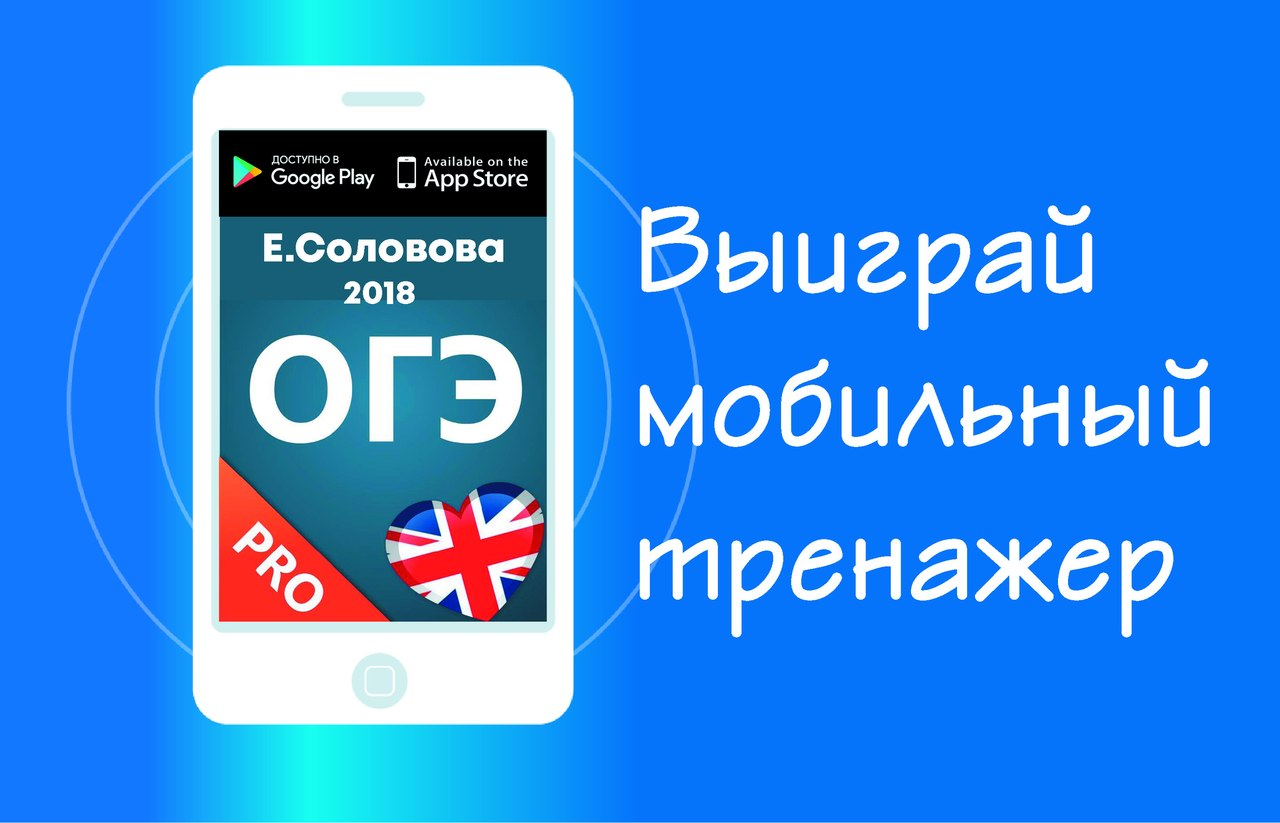 ДОСТУПНО В
Google Play
Available on the
App Store
Е.Соловова
2018
ОГЭ
PRO
Выиграй
мобильный
тренажер